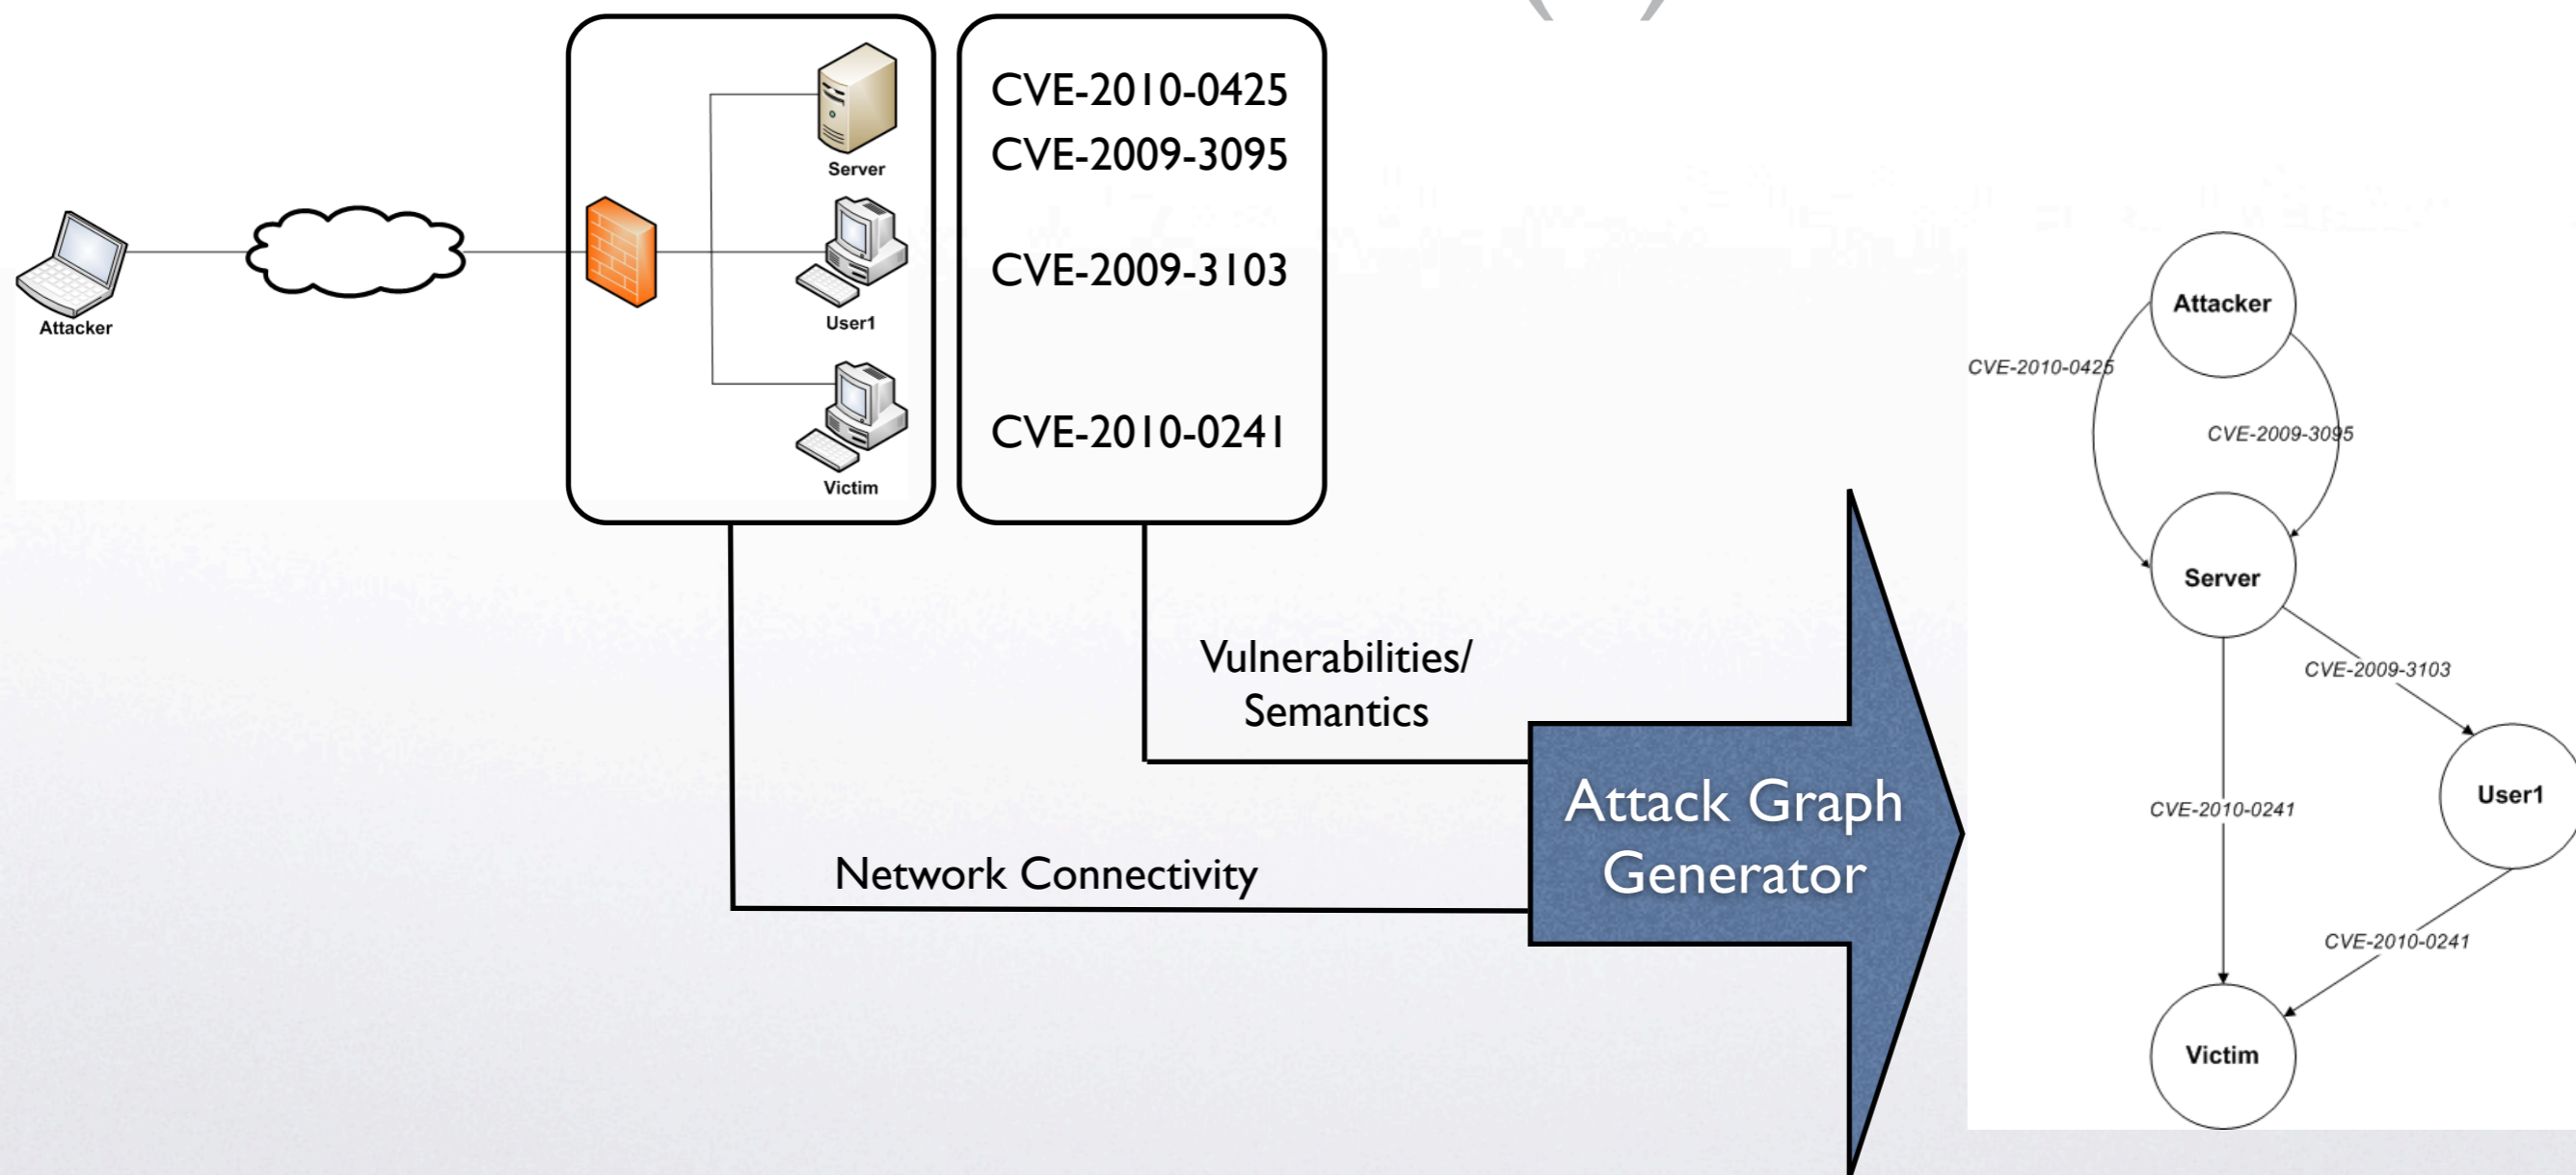 Server
User1
Victim
Attacker
CVE-2010-0425
CVE-2009-3095
CVE-2009-3103
CVE-2010-0241
Vulnerabilities/
Semantics
Network Connectivity
Attack Graph
Generator
Attacker
CVE-2010-0425
CVE-2009-3095
Server
CVE-2009-3103
CVE-2010-0241
User1
CVE-2010-0241
Victim